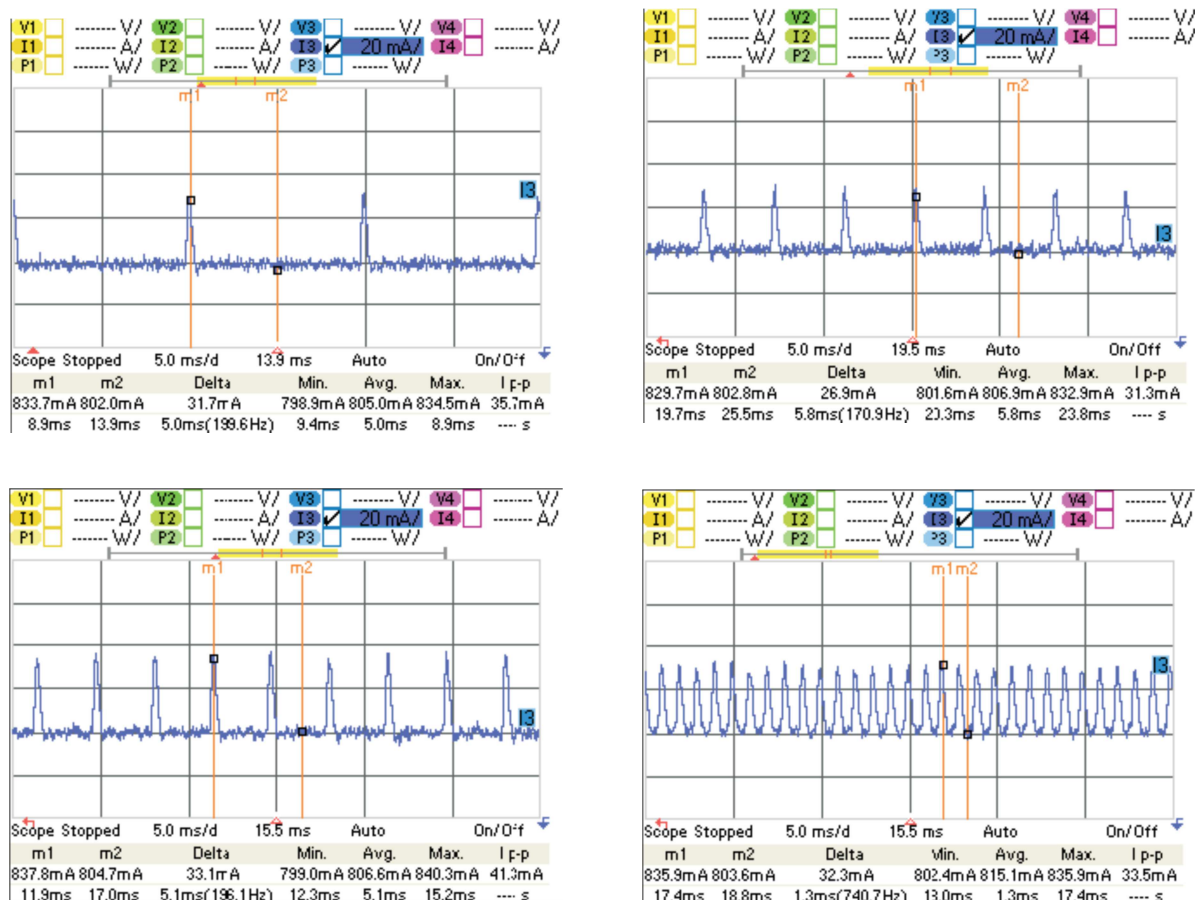 V1 ------ V/ V2 ------ V/ V3 ------ V/ V4 ------ V/
I1 ------ A/ I2 ------ A/ I3 20 mA/ I4 ------ A/
P1 ------ W/ P2 ------ W/ P3 ------ W/
m1 m2
I3
Scope Stopped 5.0 ms/d 13.9 ms Auto On/Off
m1 m2 Delta Min. Avg. Max. I p-p
833.7mA 802.0mA 31.7mA 798.9mA 805.0mA 834.5mA 35.7mA
8.9ms 13.9ms 5.0ms(199.6Hz) 9.4ms 5.0ms 8.9ms ---- s
V1 ------ V/ V2 ------ V/ V3 ------ V/ V4 ------ V/
I1 ------ A/ I2 ------ A/ I3 20 mA/ I4 ------ A/
P1 ------ W/ P2 ------ W/ P3 ------ W/
m1 m2
I3
Scope Stopped 5.0 ms/d 19.5 ms Auto On/Off
m1 m2 Delta Min. Avg. Max. I p-p
829.7mA 802.8mA 26.9mA 801.6mA 806.9mA 832.9mA 31.3mA
19.7ms 25.5ms 5.8ms(170.9Hz) 5.8ms 23.8ms ---- s
V1 ------ V/ V2 ------ V/ V3 ------ V/ V4 ------ V/
I1 ------ A/ I2 ------ A/ I3 20 mA/ I4 ------ A/
P1 ------ W/ P2 ------ W/ P3 ------ W/
m1 m2
I3
Scope Stopped 5.0 ms/d 15.5 ms Auto On/Off
m1 m2 Delta Min. Avg. Max. I p-p
837.8mA 804.7mA 33.1mA 799.0mA 806.6mA 840.3mA 41.3mA
11.9ms 17.0ms 5.1ms(196.1Hz) 12.3ms 5.1ms 15.2ms ---- s
V1 ------ V/ V2 ------ V/ V3 ------ V/ V4 ------ V/
I1 ------ A/ I2 ------ A/ I3 20 mA/ I4 ------ A/
P1 ------ W/ P2 ------ W/ P3 ------ W/
m1 m2
I3
Scope Stopped 5.0 ms/d 15.5 ms Auto On/Off
m1 m2 Delta Min. Avg. Max. I p-p
835.9mA 803.6mA 32.3mA 802.4mA 815.1mA 835.9mA 33.5mA
17.4ms 18.8ms 1.3ms(740.7Hz) 1.3ms 17.4ms ---- s